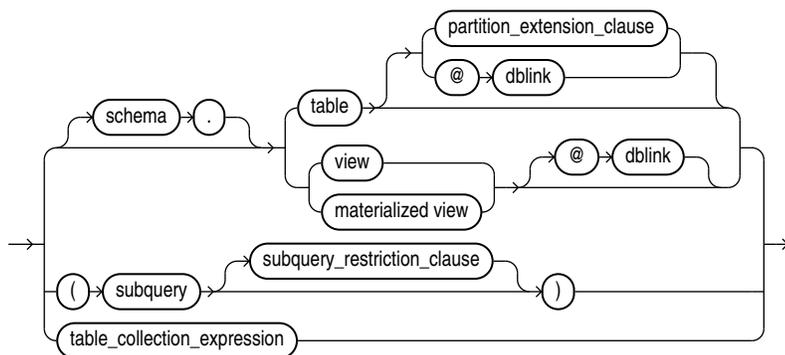 partition_extension_clause
@ dblink
schema . table
view @ dblink
materialized view
subquery_restriction_clause
( subquery )
table_collection_expression